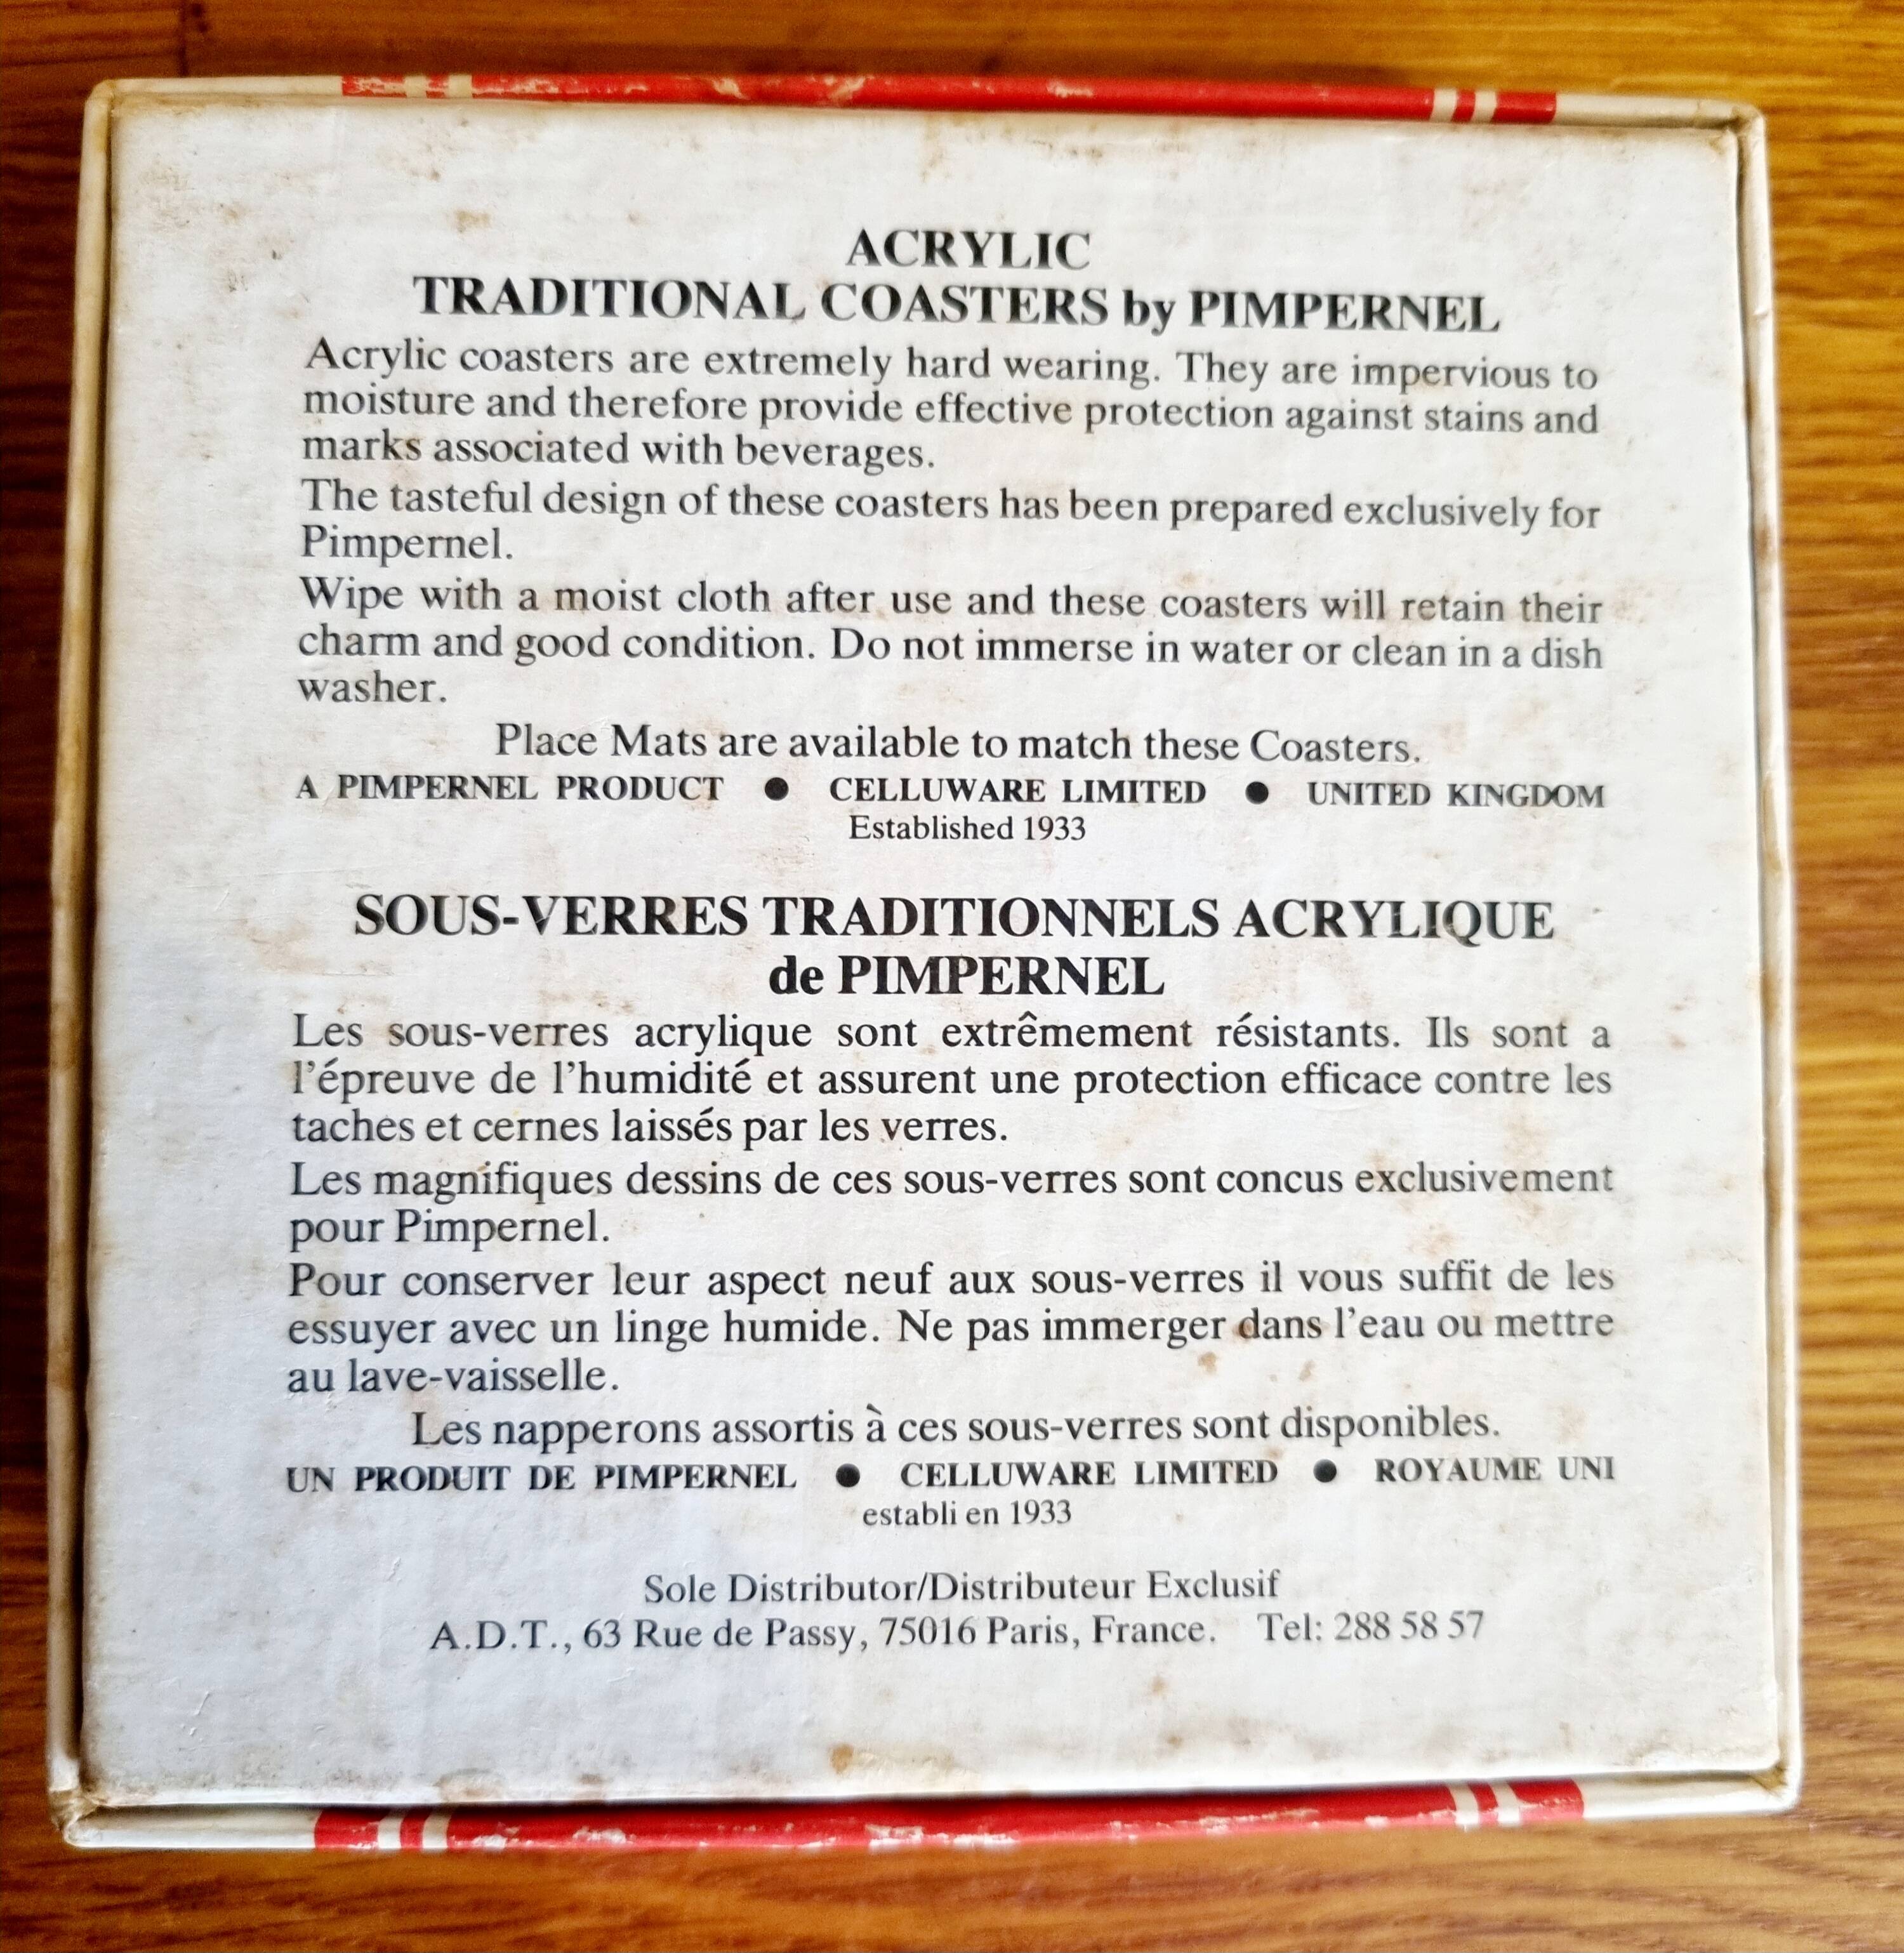 ACRYLIC
TRADITIONAL COASTERS by PIMPERNEL
Acrylic coasters are extremely hard wearing. They are impervious to
moisture and therefore provide effective protection against stains and
marks associated with beverages.
The tasteful design of these coasters has been prepared exclusively for
Pimpernel.
Wipe with a moist cloth after use and these coasters will retain their
charm and good condition. Do not immerse in water or clean in a dish
washer.
Place Mats are available to match these Coasters.
A PIMPERNEL PRODUCT ● CELLUWARE LIMITED ● UNITED KINGDOM
Established 1933
SOUS-VERRES TRADITIONNELS ACRYLIQUE
de PIMPERNEL
Les sous-verres acrylique sont extrêmement résistants. Ils sont a
l'épreuve de l'humidité et assurent une protection efficace contre les
taches et cernes laissés par les verres.
Les magnifiques dessins de ces sous-verres sont concus exclusivement
pour Pimpernel.
Pour conserver leur aspect neuf aux sous-verres il vous suffit de les
essuyer avec un linge humide. Ne pas immerger dans l'eau ou mettre
au lave-vaisselle.
Les napperons assortis à ces sous-verres sont disponibles.
UN PRODUIT DE PIMPERNEL ● CELLUWARE LIMITED ● ROYAUME UNI
establi en 1933
Sole Distributor/Distributeur Exclusif
A.D.T., 63 Rue de Passy, 75016 Paris, France. Tel: 288 58 57